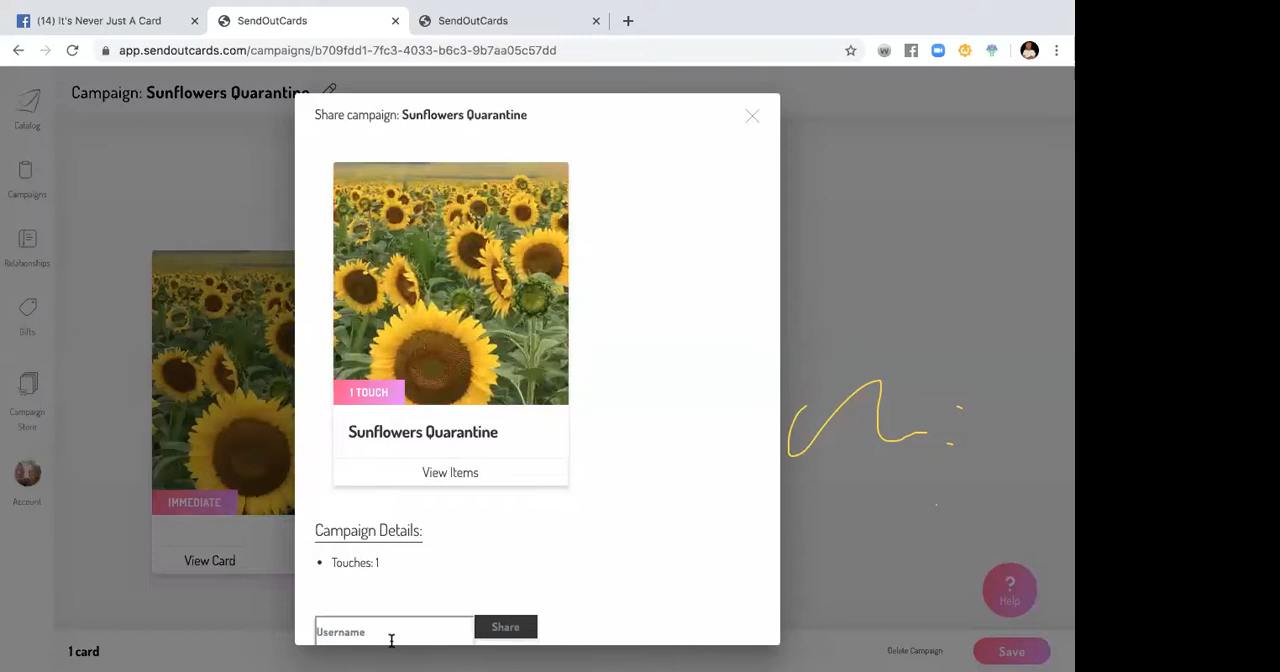 (14) It's Never Just A Card
SendOutCards
SendOutCards
app.sendoutcards.com/campaigns/b709fdd1-7fc3-4033-b6c3-9b7aa05c57dd
Campaign: Sunflowers Quarantine
Catalog
Campaigns
Relationships
Gifts
Campaign
Store
Account
IMMEDIATE
View Card
Share campaign: Sunflowers Quarantine
1 TOUCH
Sunflowers Quarantine
View Items
Campaign Details:
• Touches: 1
Username
Share
?
Help
1 card
Delete Campaign
Save